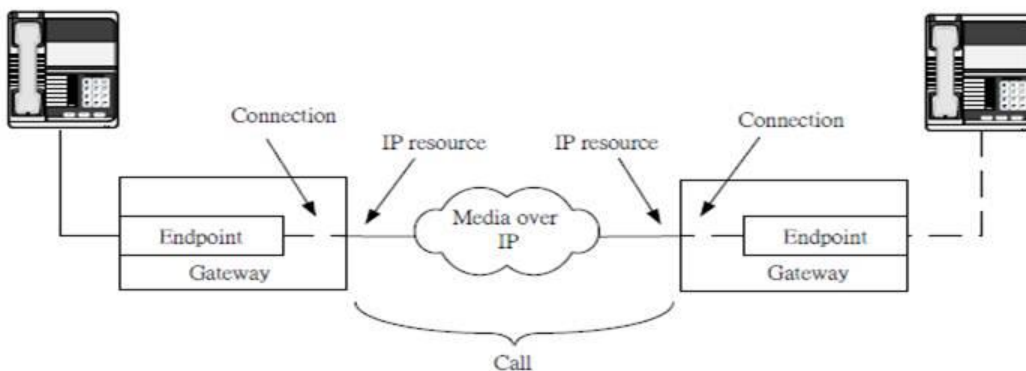 Connection
Connection
IP resource
IP resource
Media over
IP
Endpoint
Endpoint
Gateway
Gateway
Call